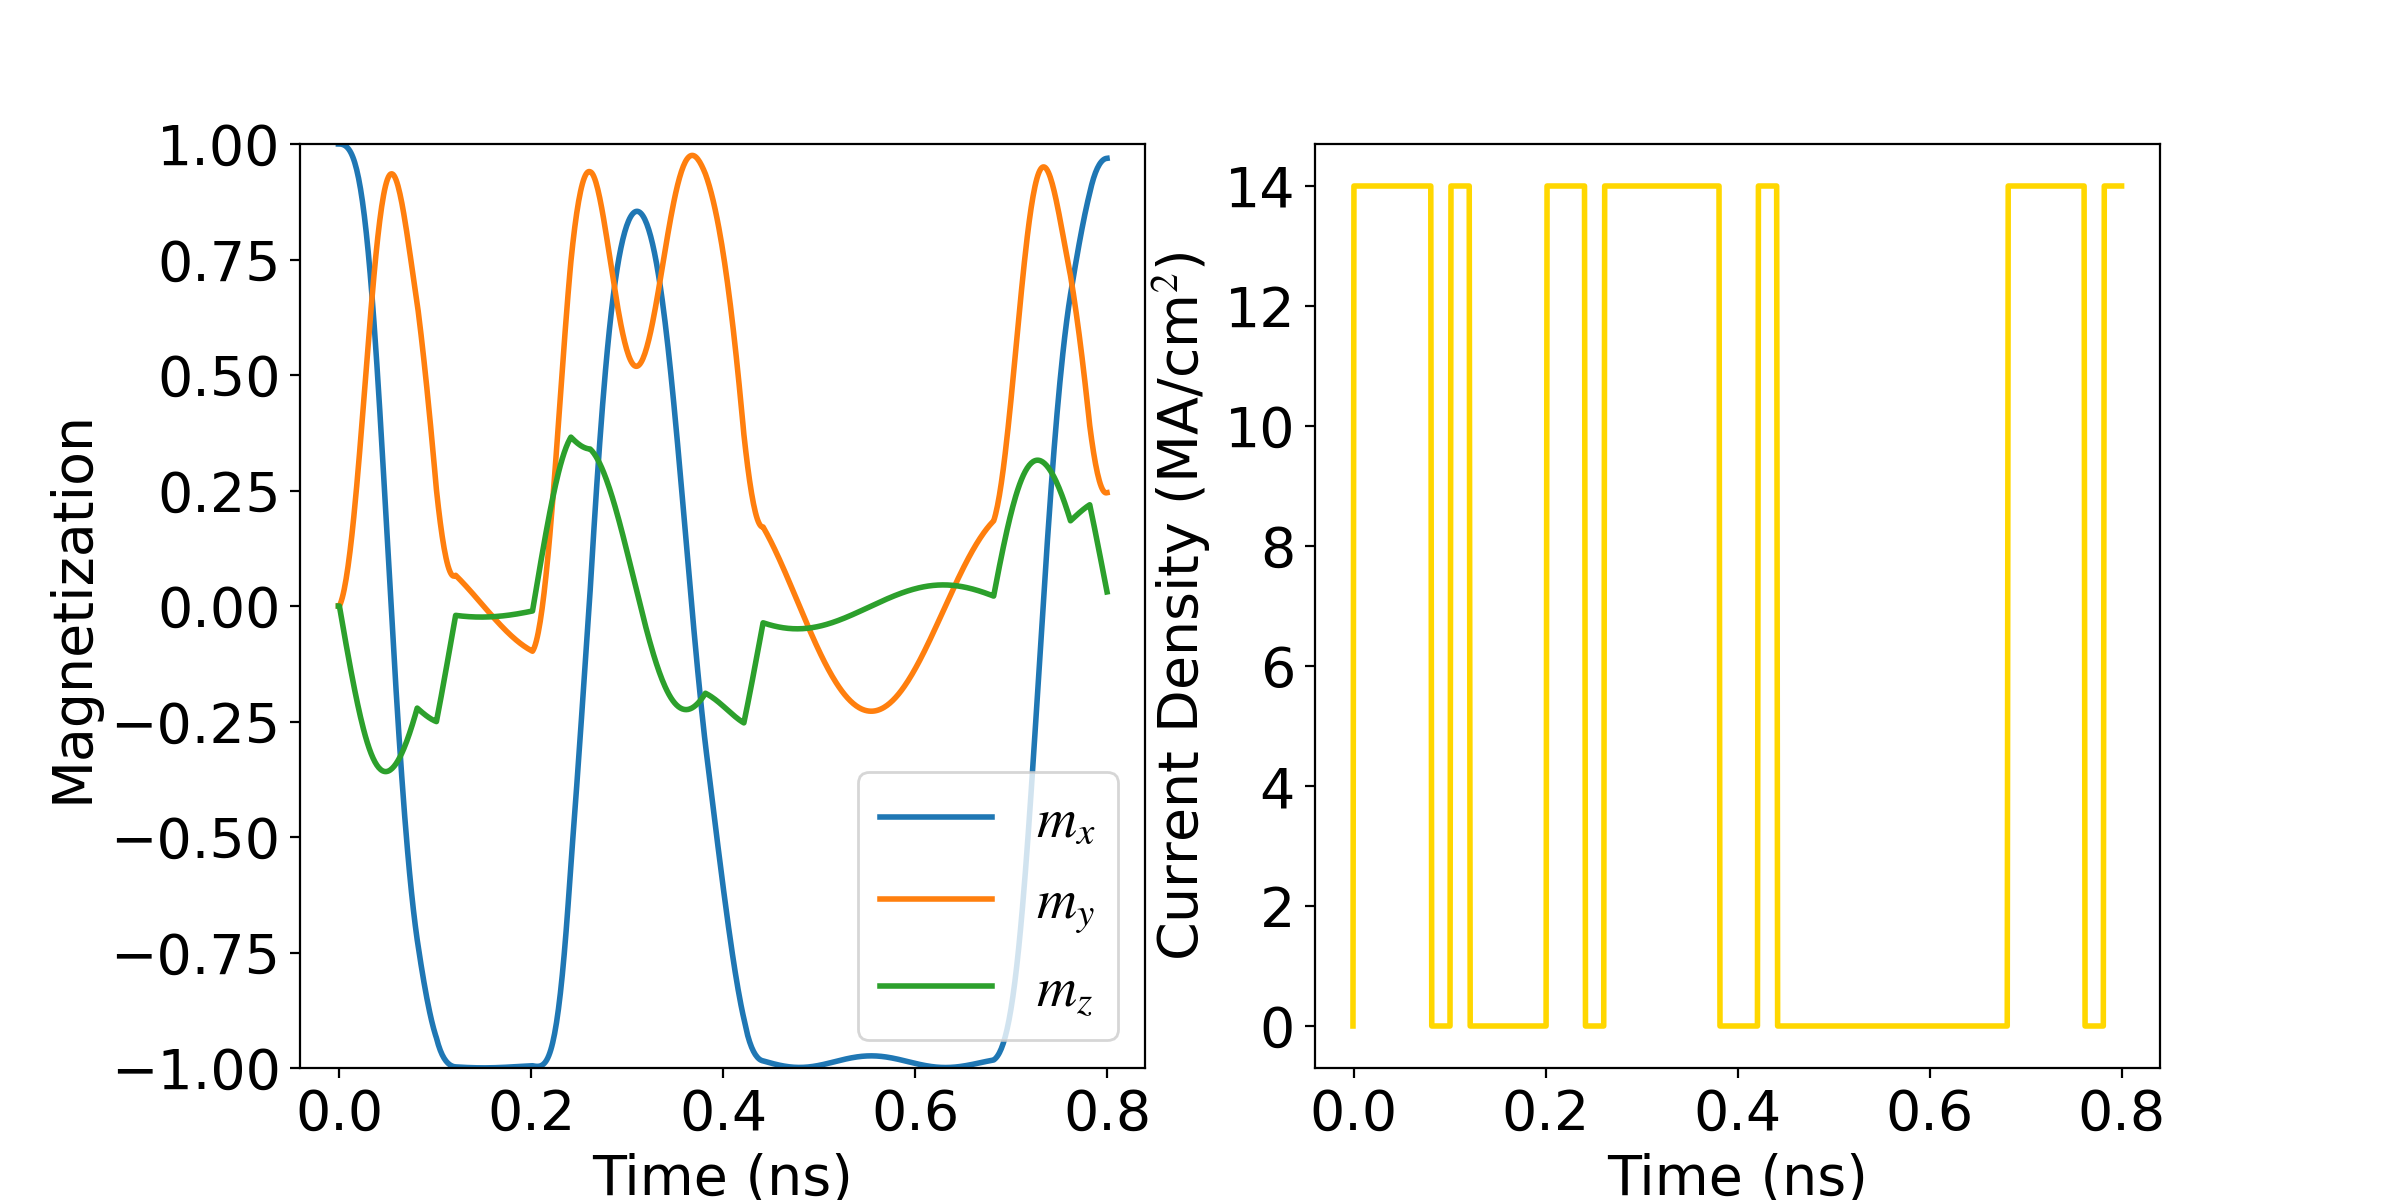 1.00
0.75
0.50
0.25
0.00
−0.25
−0.50
−0.75
−1.00
Magnetization
0.0 0.2 0.4 0.6 0.8
Time (ns)
m_x
m_y
m_z
14
12
10
8
6
4
2
0
Current Density (MA/cm²)
0.0 0.2 0.4 0.6 0.8
Time (ns)